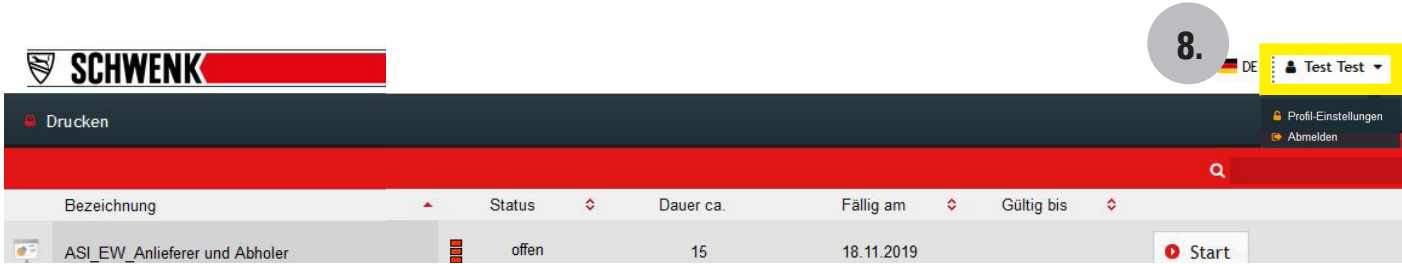 8.
SCHWENK
DE Test Test
Drucken
Profil-Einstellungen
Abmelden
Bezeichnung Status Dauer ca. Fällig am Gültig bis
ASI_EW_Anlieferer und Abholer offen 15 18.11.2019 Start